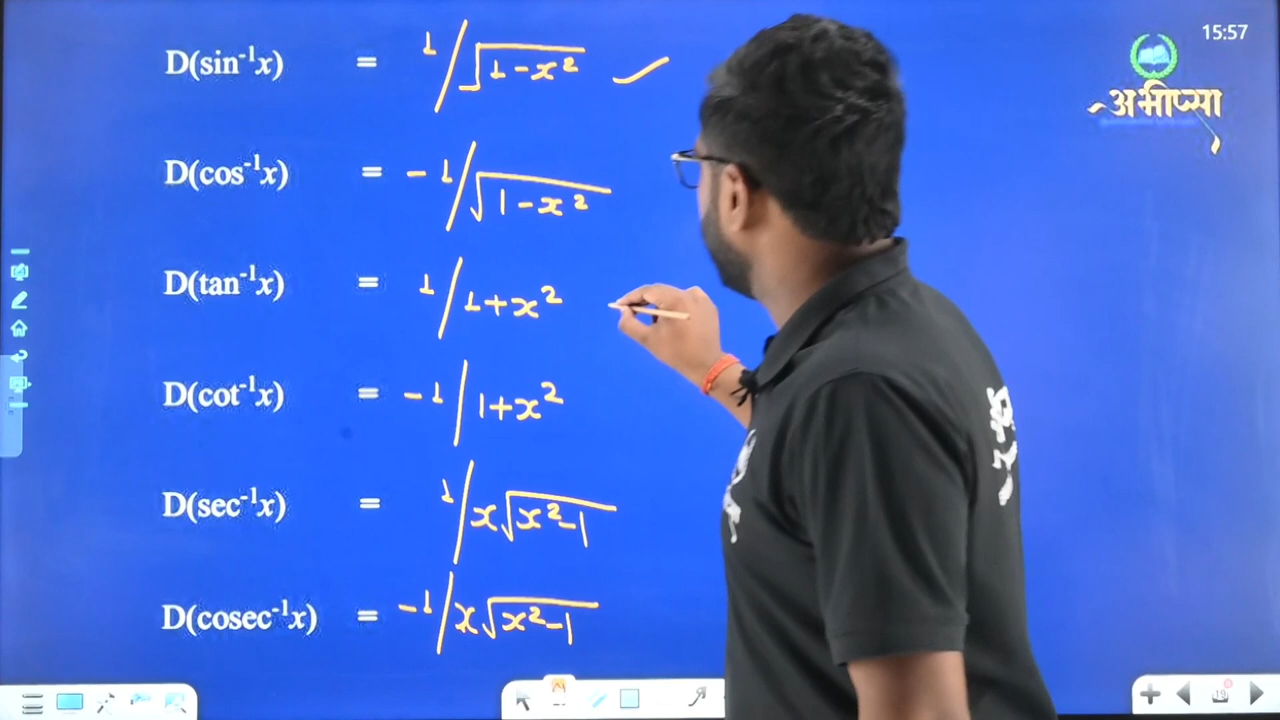 15:57
अभीप्सा
D(sin⁻¹x) = 1/√1-x²
D(cos⁻¹x) = -1/√1-x²
D(tan⁻¹x) = 1/1+x²
D(cot⁻¹x) = -1/1+x²
D(sec⁻¹x) = 1/x√x²-1
D(cosec⁻¹x) = -1/x√x²-1
19